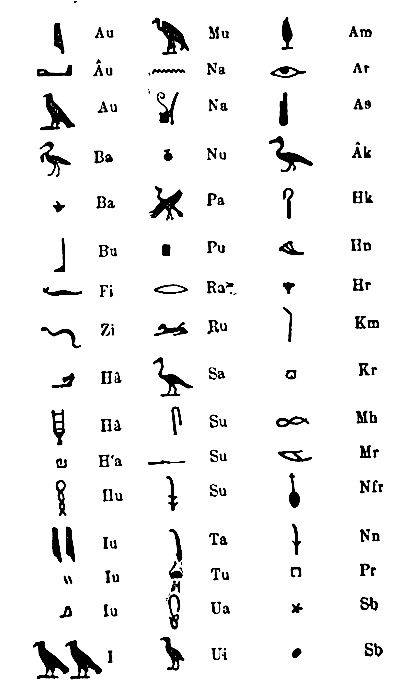 Au Mu Am
Âu Na Ar
Au Na As
Ba Nu Âk
Ba Pa Hk
Bu Pu Hn
Fi Ra Hr
Zi Ru Km
Hâ Sa Kr
Hâ Su Mh
H'a Su Mr
Hu Su Nfr
Iu Ta Nn
Iu Tu Pr
Iu Ua Sb
I Ui Sb